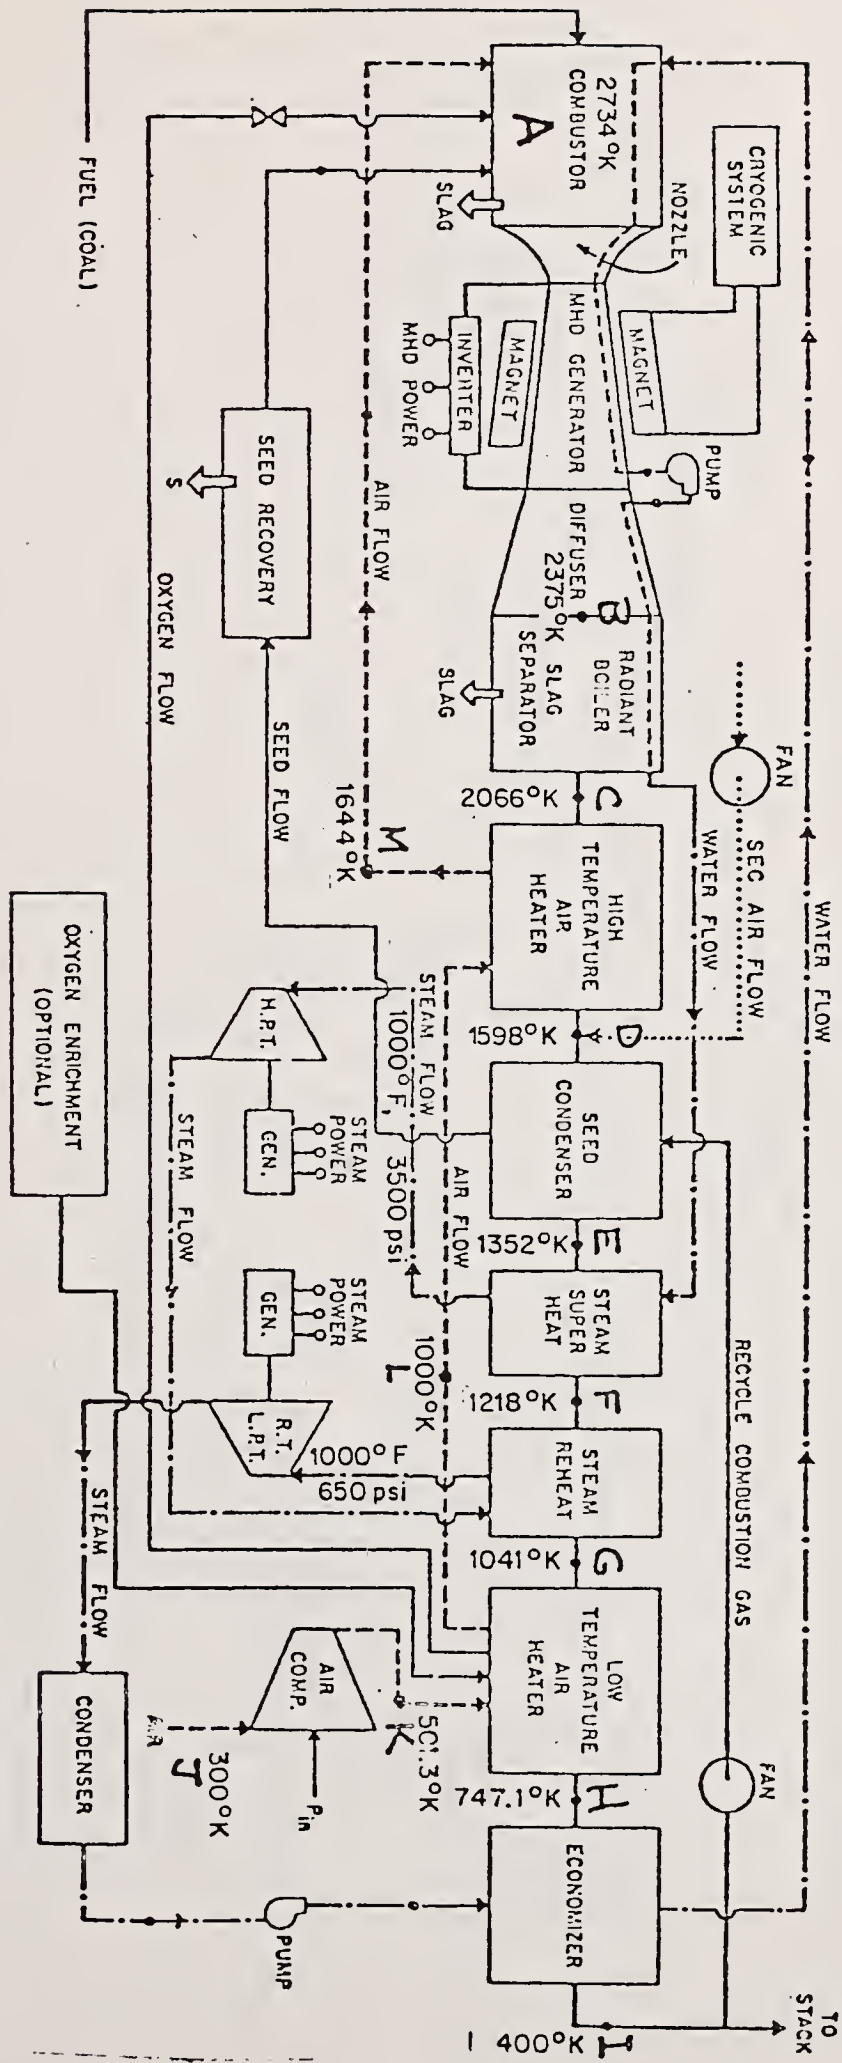 TO
STACK
WATER FLOW
CRYOGENIC
SYSTEM
NOZZLE
MAGNET
PUMP
FAN
SEC AIR FLOW
WATER FLOW
RECYCLE COMBUSTION GAS
FAN
2734°K
COMBUSTOR
A
SLAG
MHD GENERATOR
MAGNET
INVERTER
MHD POWER
DIFFUSER
2375°K
B
RADIANT
BOILER
SLAG
SEPARATOR
SLAG
C
2066°K
HIGH
TEMPERATURE
AIR
HEATER
D
1598°K
SEED
CONDENSER
E
1352°K
STEAM
SUPER
HEAT
F
1218°K
STEAM
REHEAT
G
1041°K
LOW
TEMPERATURE
AIR
HEATER
H
747.1°K
ECONOMIZER
I
400°K
AIR FLOW
M
1644°K
STEAM FLOW
1000°F, 3500 psi
AIR FLOW
1000°K
L
1000°F
650 psi
501.3°K
K
AIR
COMP.
Pin
AIR
300°K
J
SEED RECOVERY
S
SEED FLOW
H.P.T.
GEN.
STEAM
POWER
GEN.
STEAM
POWER
R.T.
L.P.T.
STEAM FLOW
OXYGEN FLOW
FUEL (COAL)
OXYGEN ENRICHMENT
(OPTIONAL)
STEAM FLOW
CONDENSER
PUMP